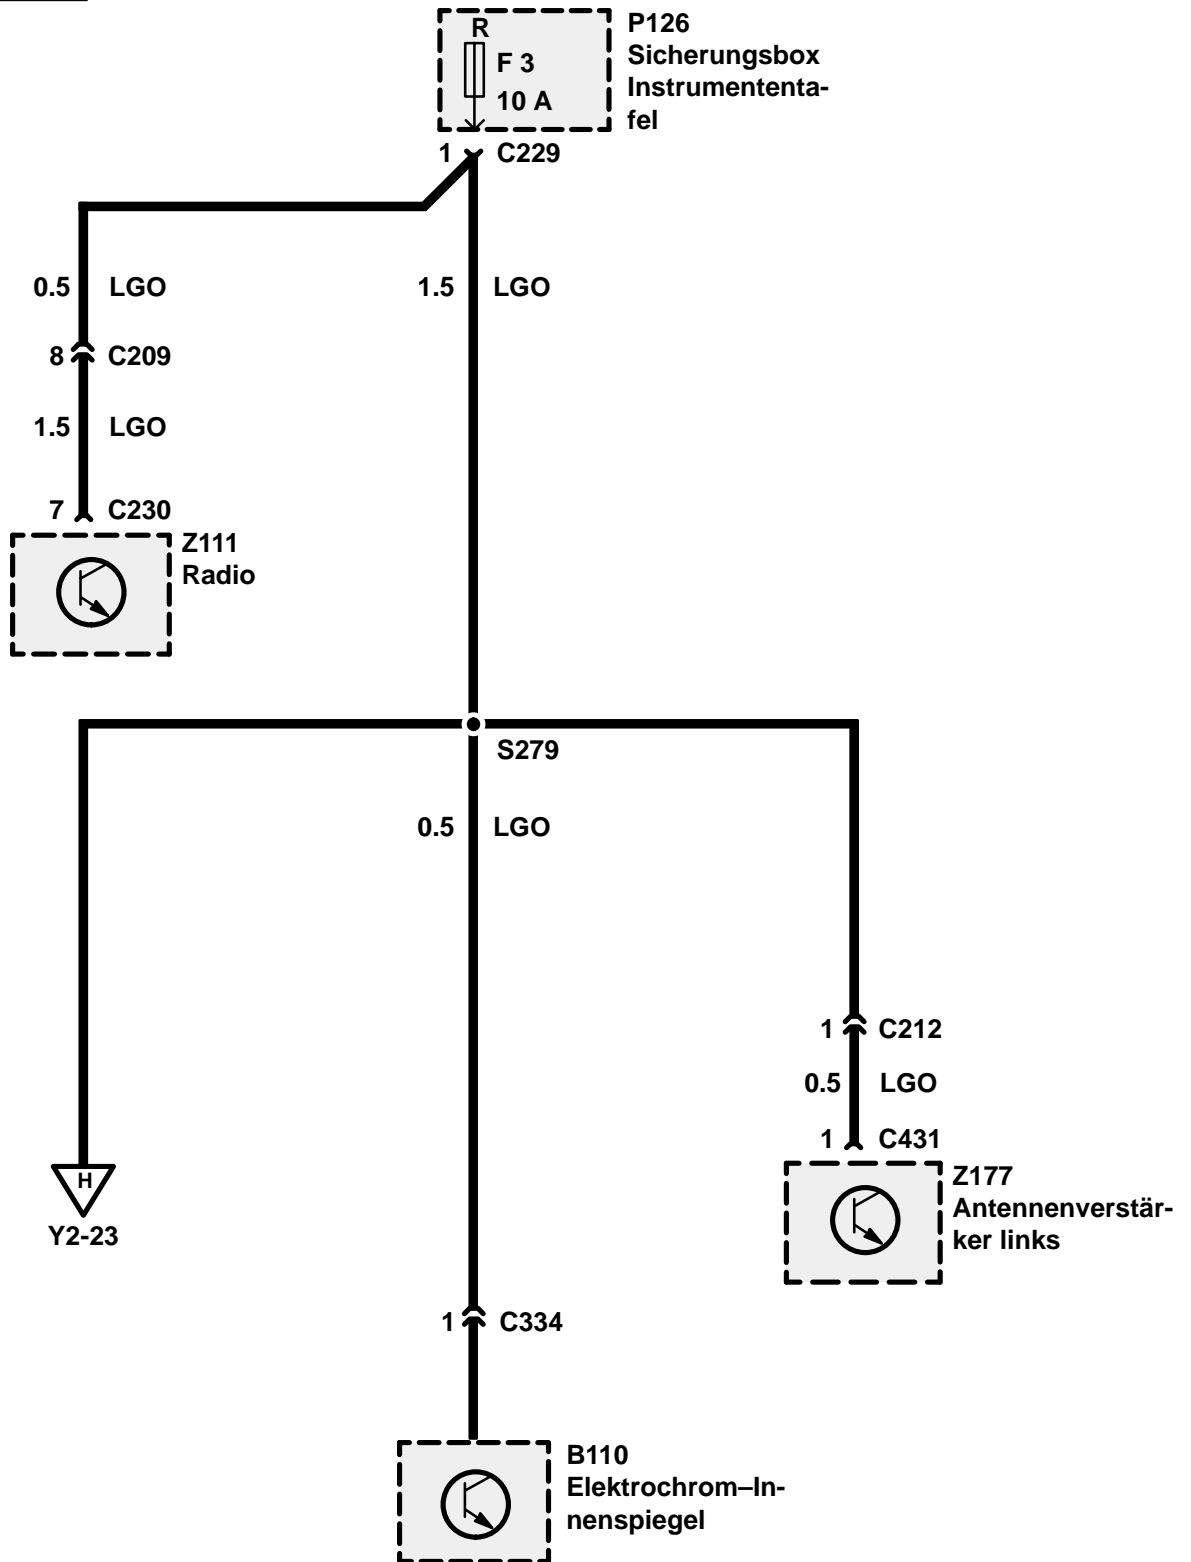 R
F 3
10 A
P126
Sicherungsbox
Instrumententa-
fel
1 C229
0.5 LGO
1.5 LGO
8 C209
1.5 LGO
7 C230
Z111
Radio
S279
0.5 LGO
1 C212
0.5 LGO
1 C431
H
Y2-23
Z177
Antennenverstär-
ker links
1 C334
B110
Elektrochrom–In-
nenspiegel